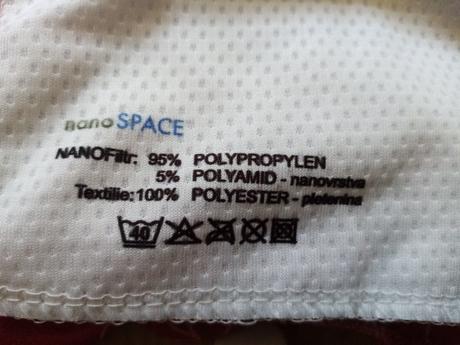 nanoSPACE
NANOFiltr: 95% POLYPROPYLEN
5% POLYAMID - nanovrstva
Textilie: 100% POLYESTER - pletenina
40